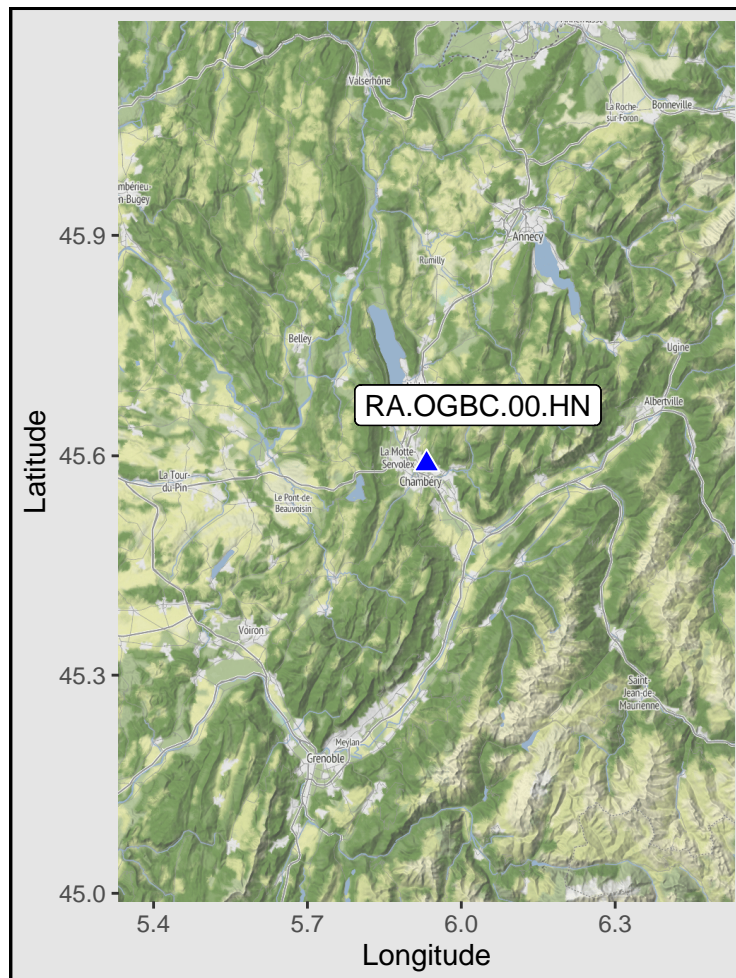 Valserhône
La Roche-
sur-Foron
Bonneville
45.9
Annecy
Rumilly
Belley
Ugine
RA.OGBC.00.HN
Albertville
Latitude
45.6
La Motte-
Servolex
La Tour-
du-Pin
Chambéry
Le Pont-de-
Beauvoisin
Voiron
45.3
Saint-
Jean-de-
Maurienne
Meylan
Grenoble
45.0
5.4
5.7
6.0
6.3
Longitude